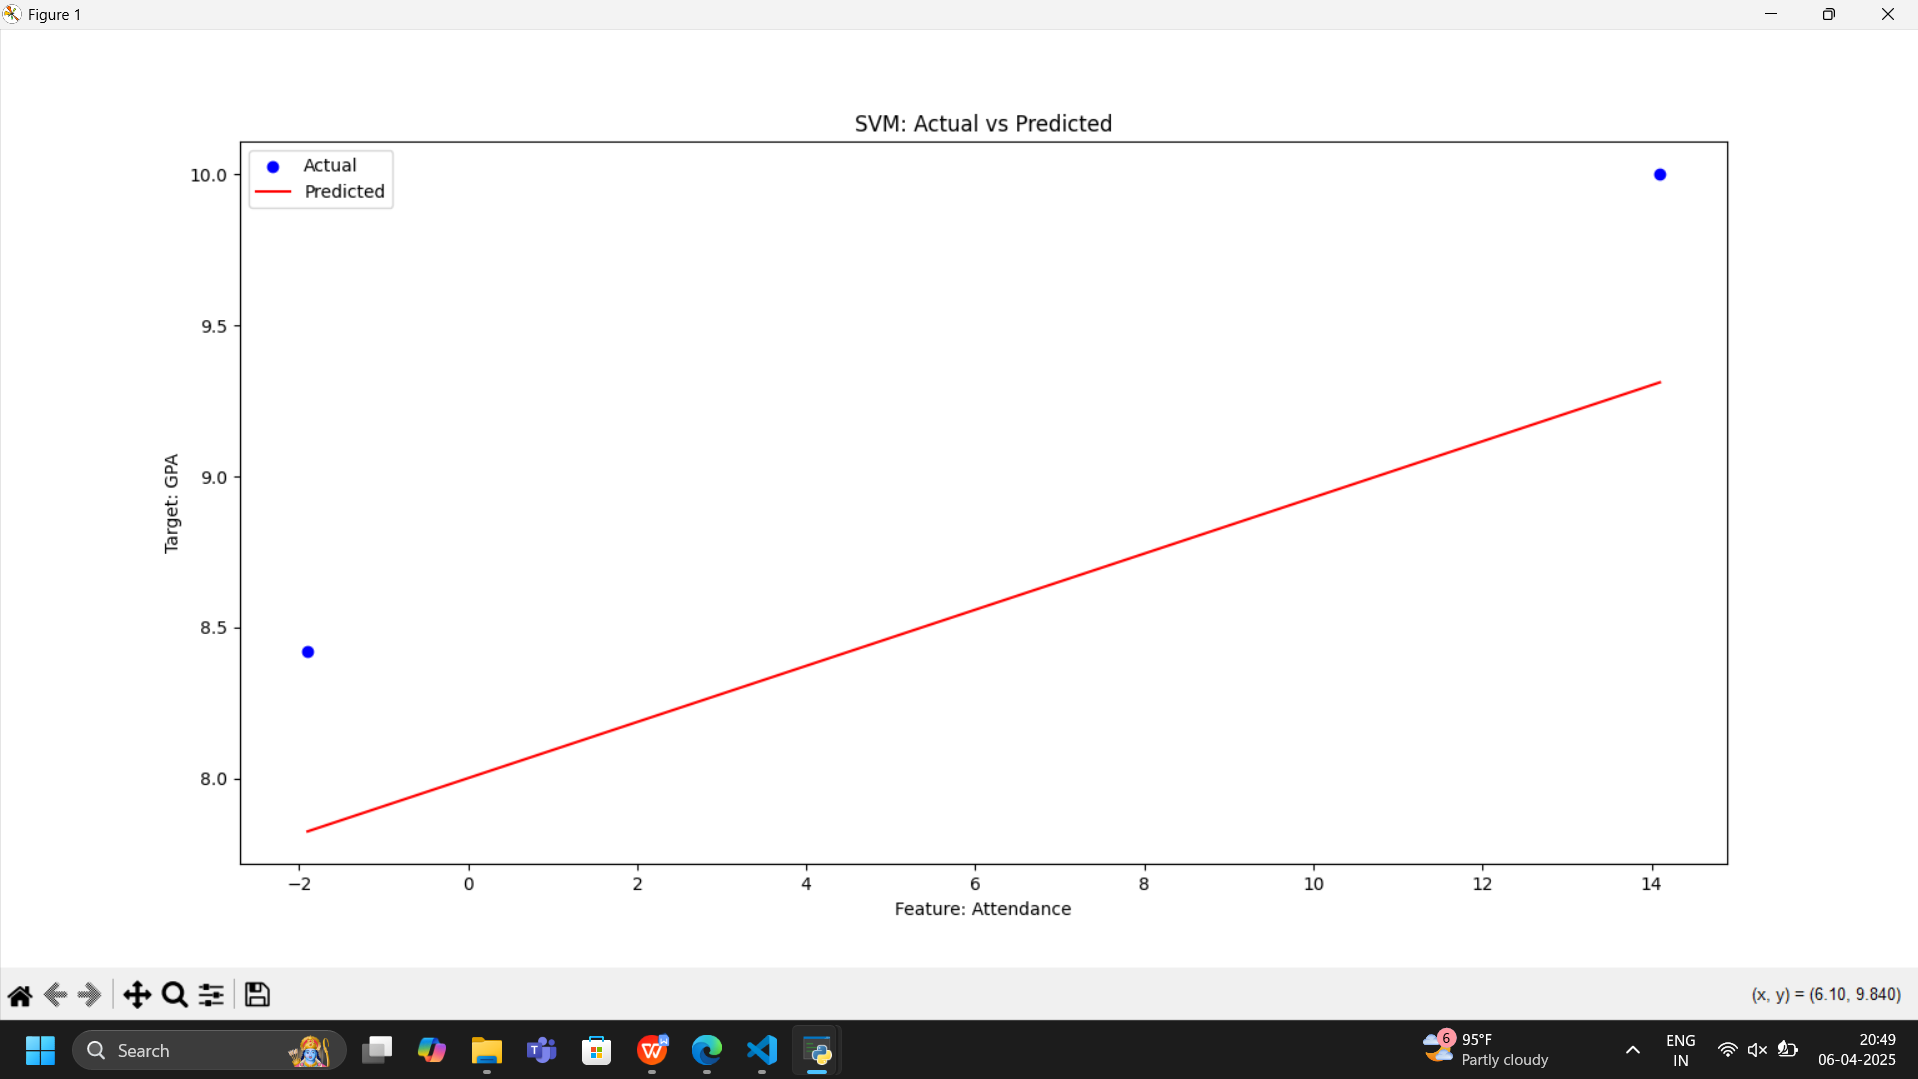 Figure 1
SVM: Actual vs Predicted
Actual
Predicted
10.0
9.5
9.0
8.5
8.0
Target: GPA
−2 0 2 4 6 8 10 12 14
Feature: Attendance
(x, y) = (6.10, 9.840)
Search
T
W
W
6
95°F
Partly cloudy
ENG
IN
20:49
06-04-2025